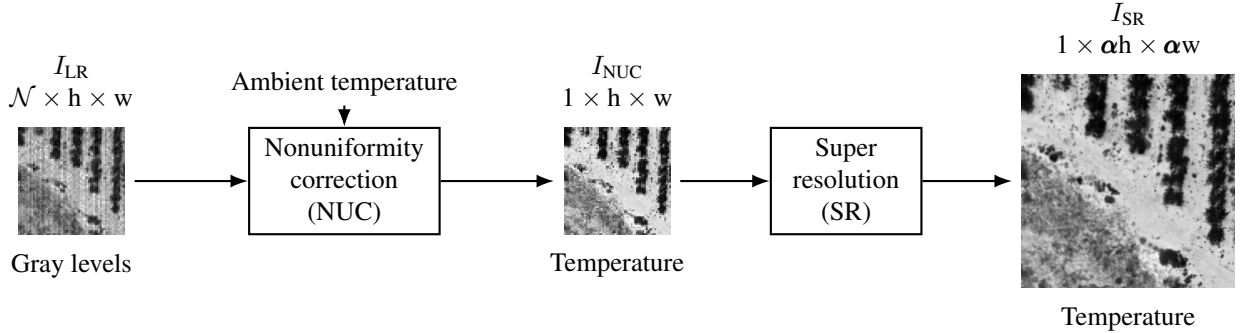 I_LR
𝒩 × h × w
Gray levels
Ambient temperature
Nonuniformity
correction
(NUC)
I_NUC
1 × h × w
Temperature
Super
resolution
(SR)
I_SR
1 × αh × αw
Temperature